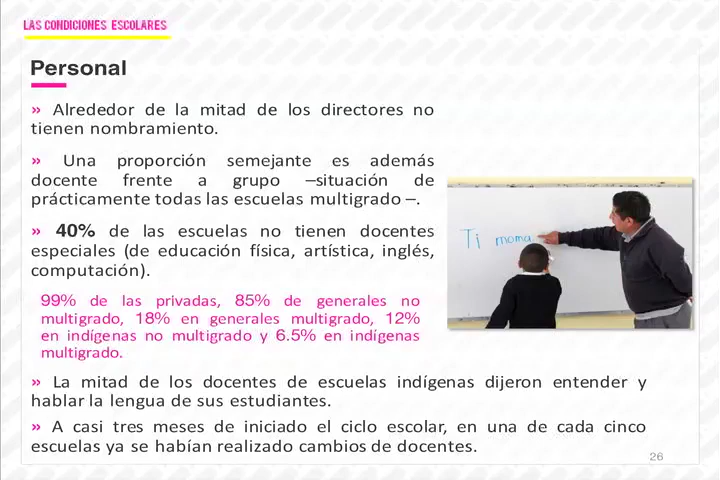 LAS CONDICIONES ESCOLARES
Personal
» Alrededor de la mitad de los directores no
tienen nombramiento.
» Una proporción semejante es además
docente frente a grupo –situación de
prácticamente todas las escuelas multigrado –.
» 40% de las escuelas no tienen docentes
especiales (de educación física, artística, inglés,
computación).
99% de las privadas, 85% de generales no
multigrado, 18% en generales multigrado, 12%
en indígenas no multigrado y 6.5% en indígenas
multigrado.
Ti moma
» La mitad de los docentes de escuelas indígenas dijeron entender y
hablar la lengua de sus estudiantes.
» A casi tres meses de iniciado el ciclo escolar, en una de cada cinco
escuelas ya se habían realizado cambios de docentes.
26